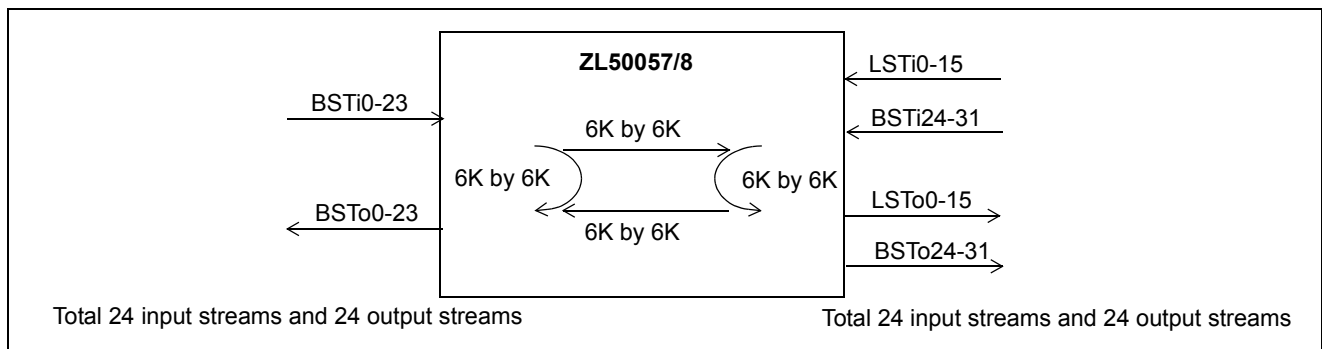 ZL50057/8
LSTi0-15
BSTi0-23
BSTi24-31
6K by 6K
6K by 6K
6K by 6K
BSTo0-23
LSTo0-15
6K by 6K
BSTo24-31
Total 24 input streams and 24 output streams
Total 24 input streams and 24 output streams